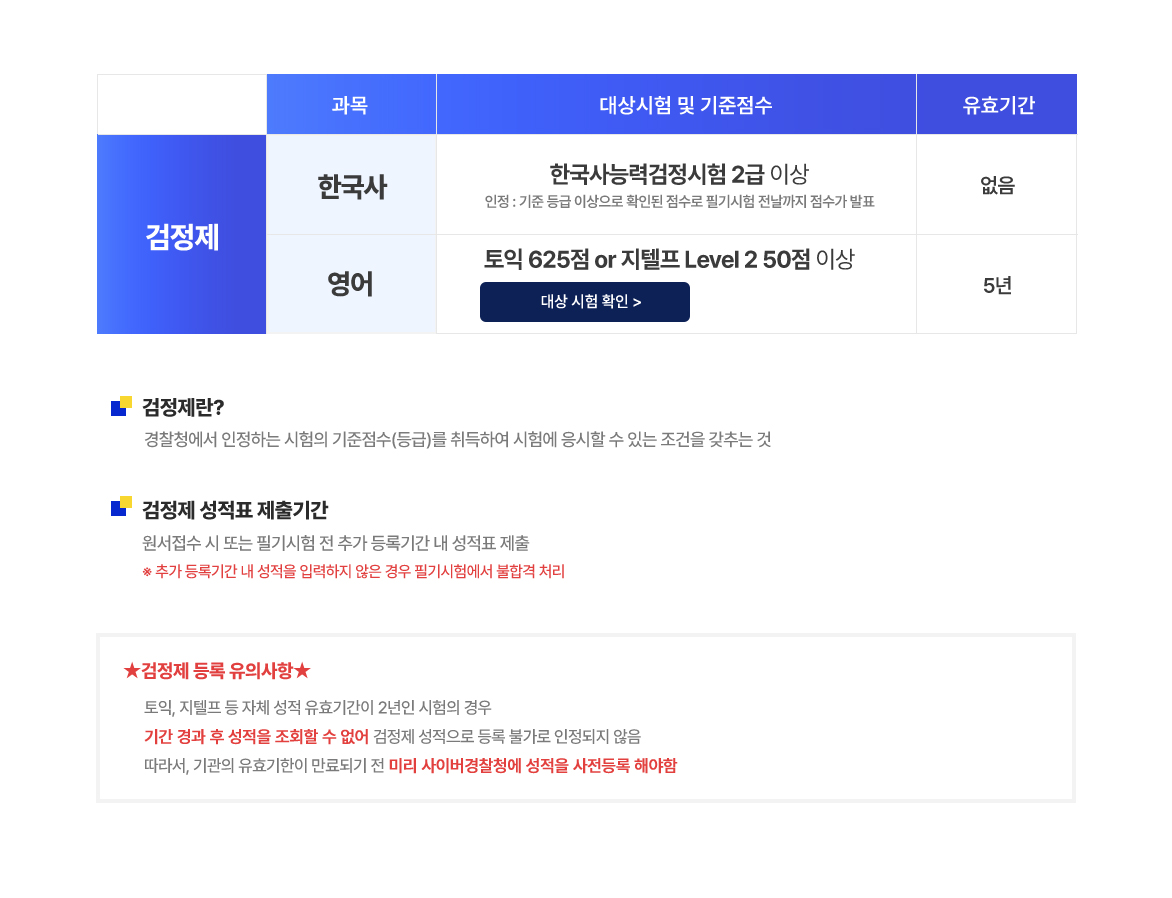 과목 대상시험 및 기준점수 유효기간
검정제
한국사
한국사능력검정시험 2급 이상
인정 : 기준 등급 이상으로 확인된 점수로 필기시험 전날까지 점수가 발표
없음
영어
토익 625점 or 지텔프 Level 2 50점 이상
대상 시험 확인 >
5년
검정제란?
경찰청에서 인정하는 시험의 기준점수(등급)를 취득하여 시험에 응시할 수 있는 조건을 갖추는 것
검정제 성적표 제출기간
원서접수 시 또는 필기시험 전 추가 등록기간 내 성적표 제출
※ 추가 등록기간 내 성적을 입력하지 않은 경우 필기시험에서 불합격 처리
★검정제 등록 유의사항★
토익, 지텔프 등 자체 성적 유효기간이 2년인 시험의 경우
기간 경과 후 성적을 조회할 수 없어 검정제 성적으로 등록 불가로 인정되지 않음
따라서, 기관의 유효기한이 만료되기 전 미리 사이버경찰청에 성적을 사전등록 해야함